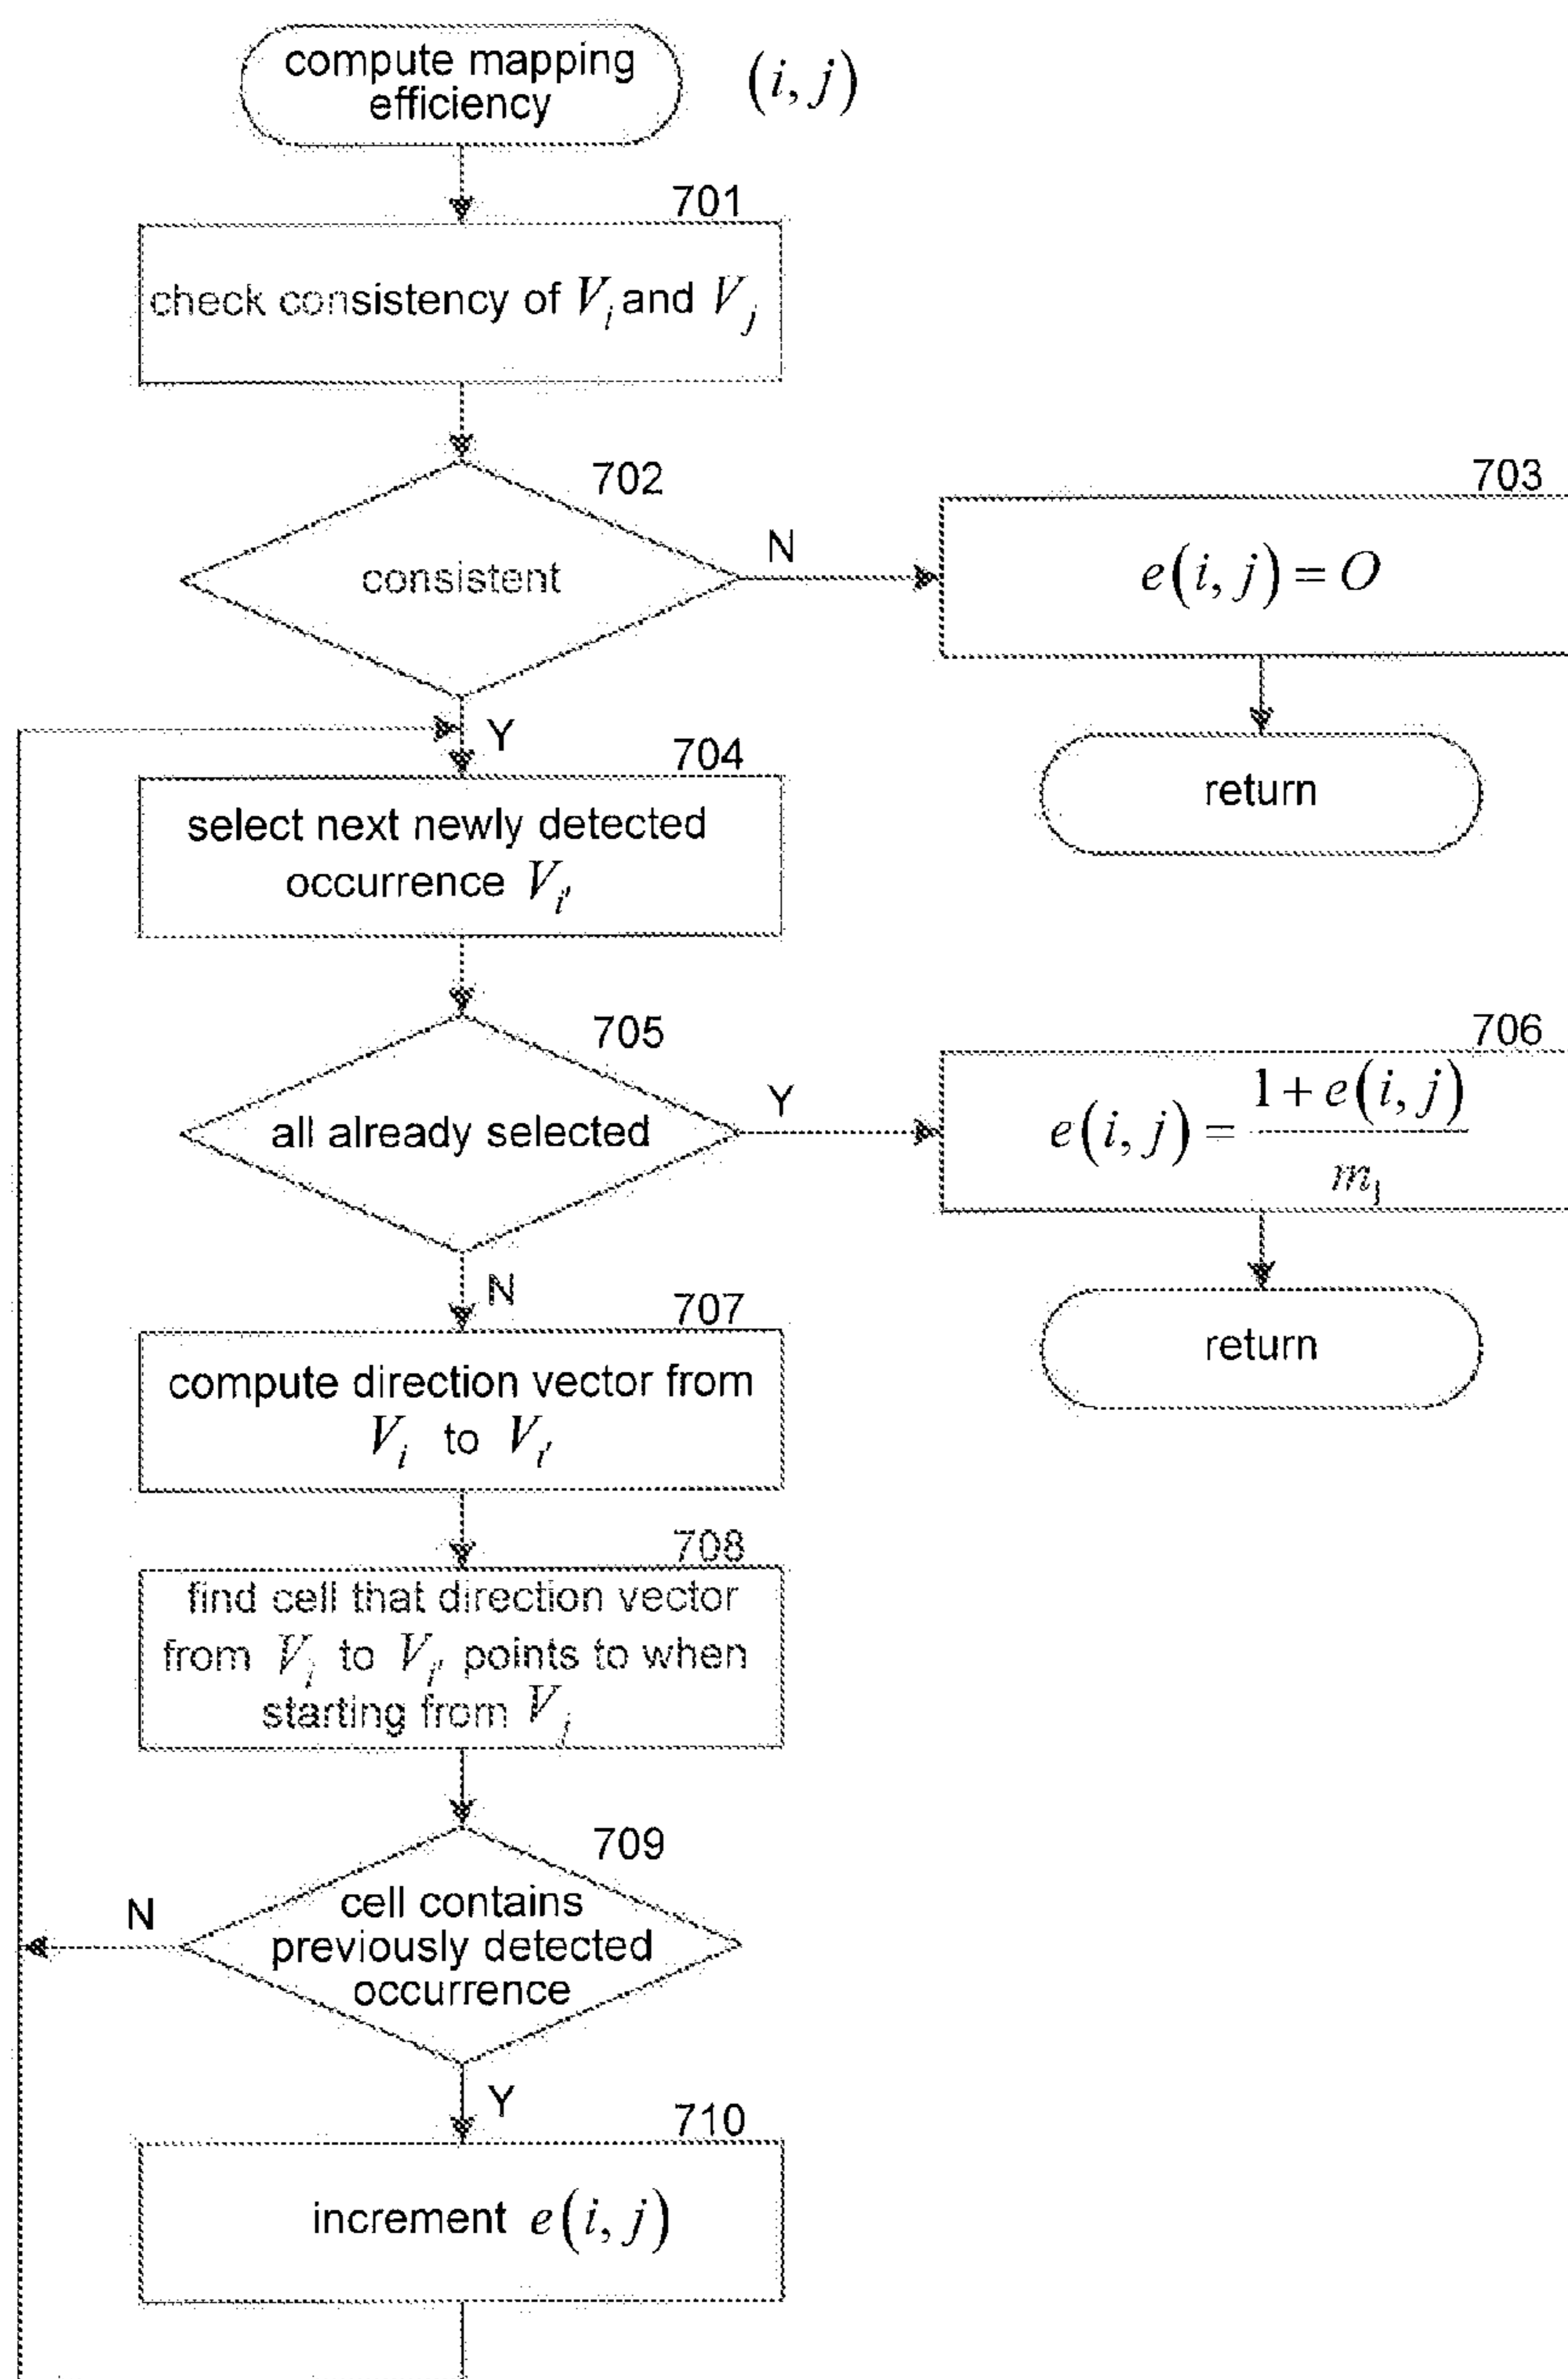 compute mapping
efficiency
(i, j)
701
check consistency of V_i and V_j
702
consistent
N
703
e(i, j) = O
return
Y
704
select next newly detected
occurrence V_i'
705
all already selected
Y
706
e(i, j) = (1 + e(i, j)) / m_j
return
N
707
compute direction vector from
V_i to V_i'
708
find cell that direction vector
from V_i to V_i' points to when
starting from V_j
709
cell contains
previously detected
occurrence
N
Y
710
increment e(i, j)